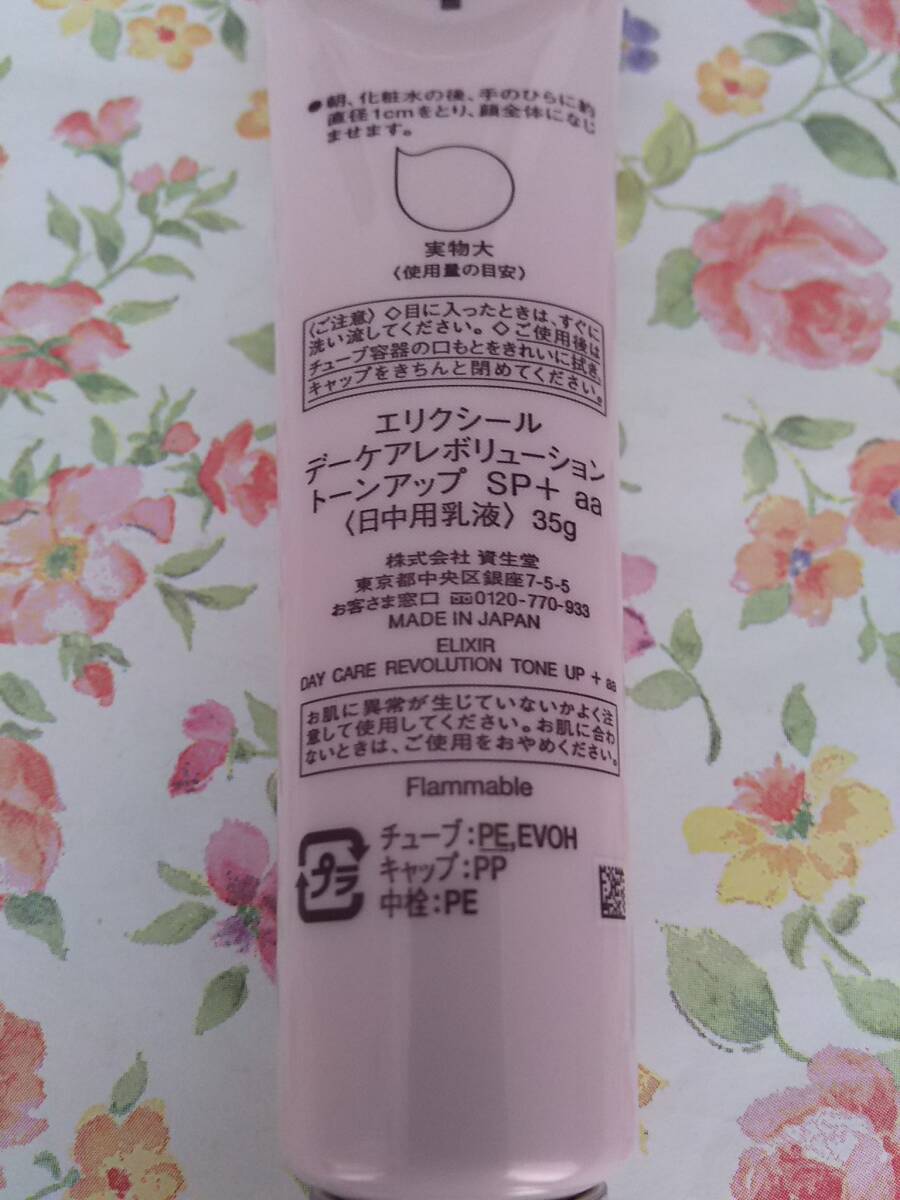 ●朝、化粧水の後、手のひらに約
直径1cmをとり、顔全体になじ
ませます。
実物大
〈使用量の目安〉
〈ご注意〉◇目に入ったときは、すぐに
洗い流してください。◇ご使用後は
チューブ容器の口もとをきれいに拭き、
キャップをきちんと閉めてください。
エリクシール
デーケアレボリューション
トーンアップ SP+ aa
〈日中用乳液〉 35g
株式会社 資生堂
東京都中央区銀座7-5-5
お客さま窓口 0120-770-933
MADE IN JAPAN
ELIXIR
DAY CARE REVOLUTION TONE UP + aa
お肌に異常が生じていないかよく注
意して使用してください。お肌に合わ
ないときは、ご使用をおやめください。
Flammable
プラ
チューブ:PE,EVOH
キャップ:PP
中栓:PE